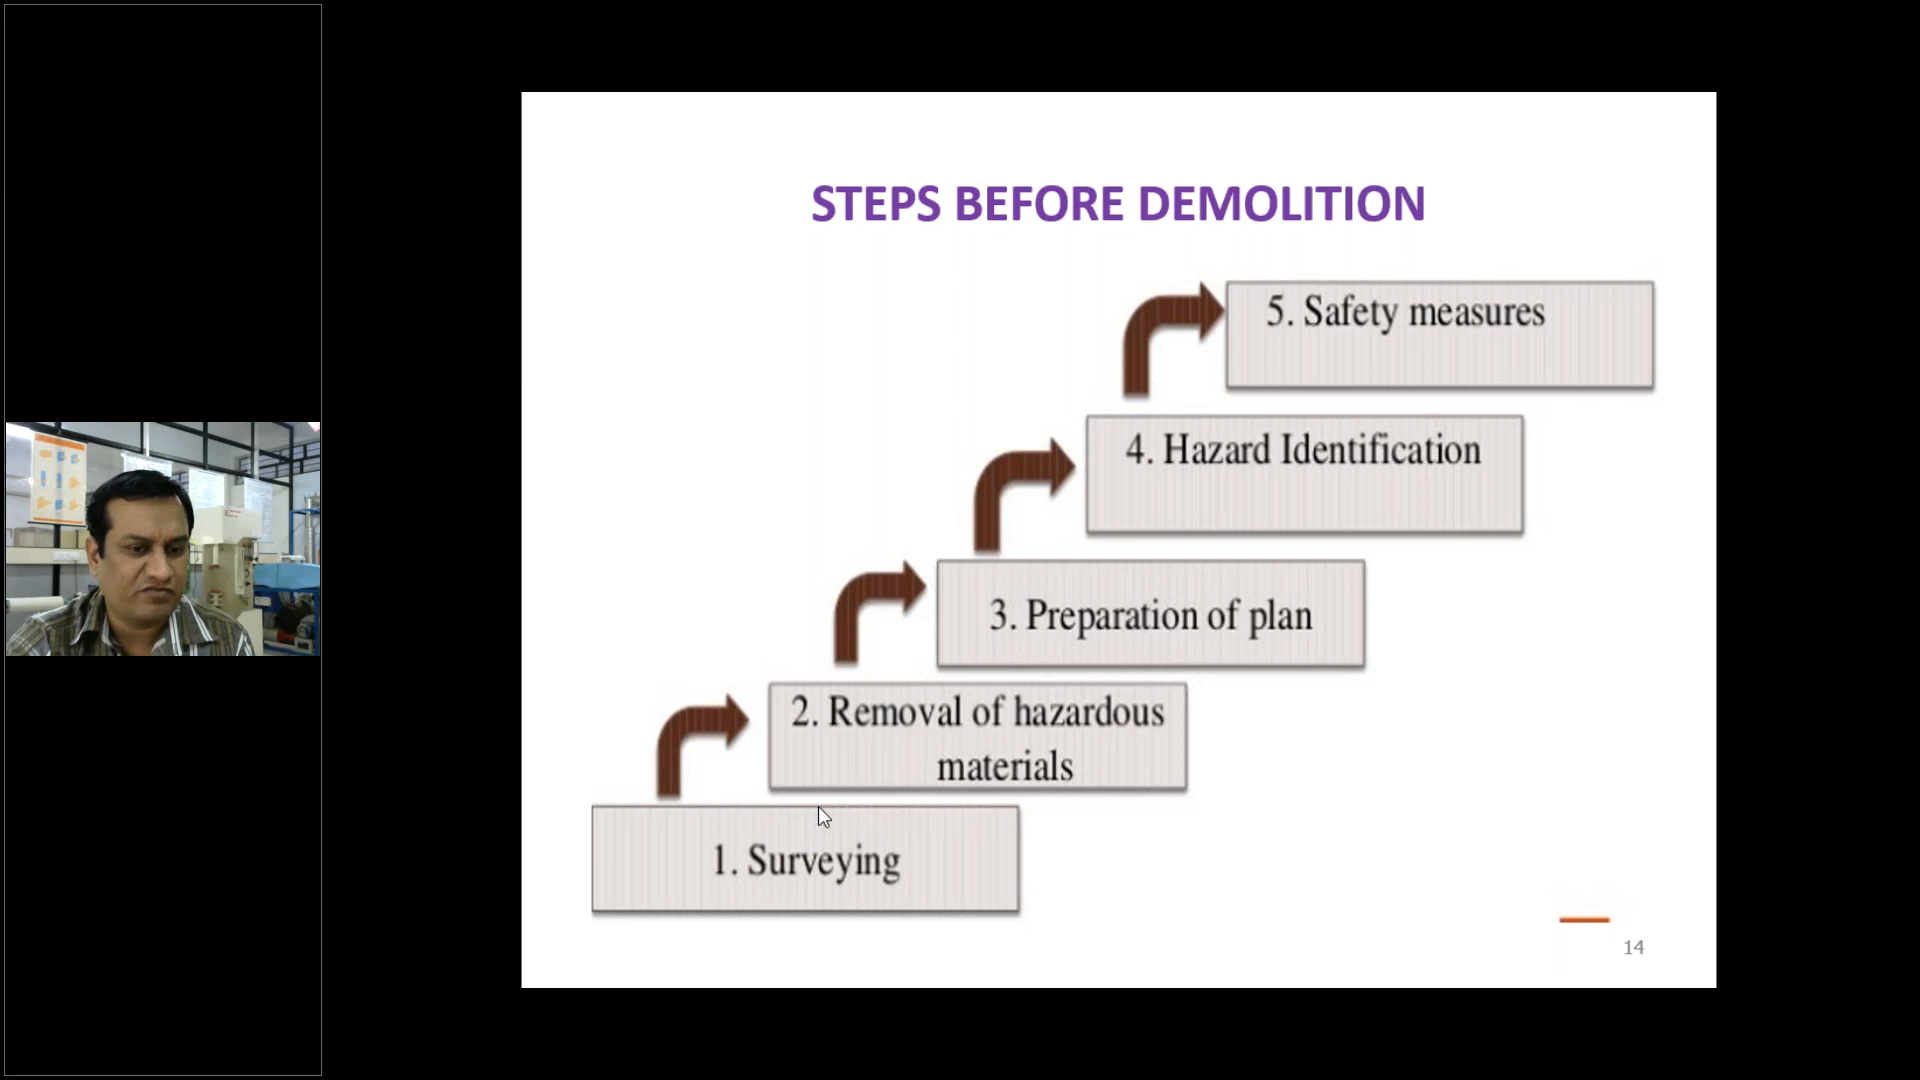 STEPS BEFORE DEMOLITION
5. Safety measures
4. Hazard Identification
3. Preparation of plan
2. Removal of hazardous
materials
1. Surveying
14